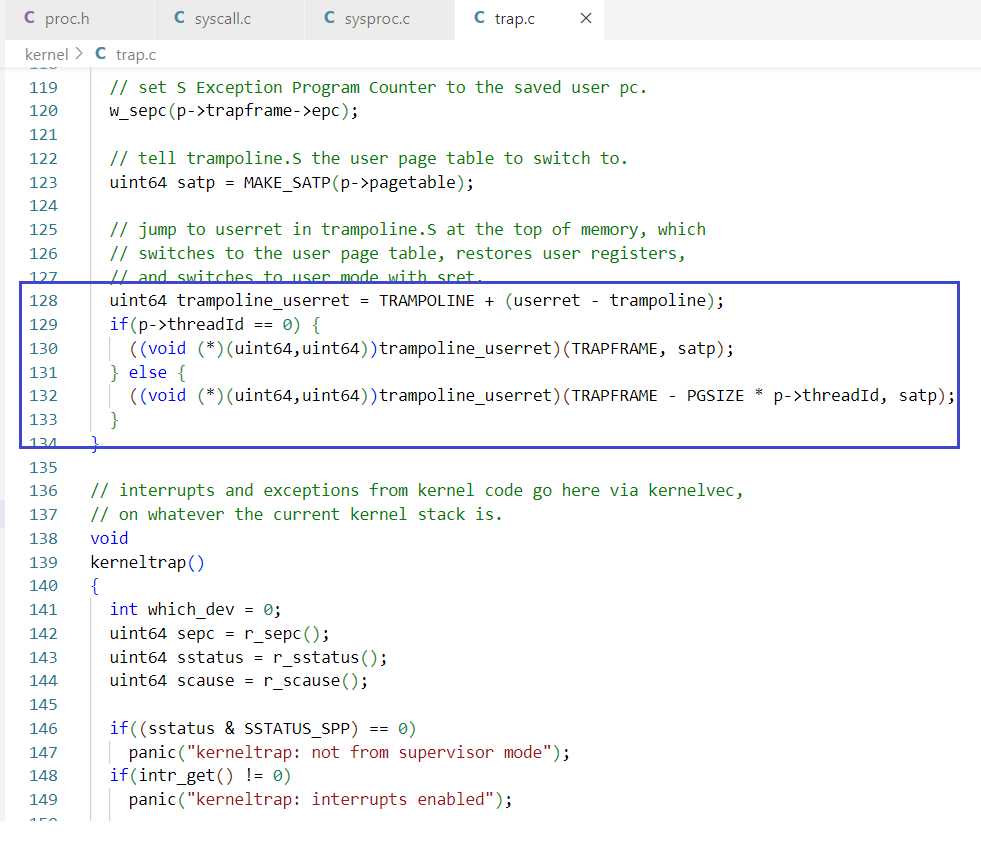 C proc.h C syscall.c C sysproc.c C trap.c ×
kernel > C trap.c
118
119 // set S Exception Program Counter to the saved user pc.
120 w_sepc(p->trapframe->epc);
121
122 // tell trampoline.S the user page table to switch to.
123 uint64 satp = MAKE_SATP(p->pagetable);
124
125 // jump to userret in trampoline.S at the top of memory, which
126 // switches to the user page table, restores user registers,
127 // and switches to user mode with sret.
128 uint64 trampoline_userret = TRAMPOLINE + (userret - trampoline);
129 if(p->threadId == 0) {
130 ((void (*)(uint64,uint64))trampoline_userret)(TRAPFRAME, satp);
131 } else {
132 ((void (*)(uint64,uint64))trampoline_userret)(TRAPFRAME - PGSIZE * p->threadId, satp);
133 }
134 }
135
136 // interrupts and exceptions from kernel code go here via kernelvec,
137 // on whatever the current kernel stack is.
138 void
139 kerneltrap()
140 {
141 int which_dev = 0;
142 uint64 sepc = r_sepc();
143 uint64 sstatus = r_sstatus();
144 uint64 scause = r_scause();
145
146 if((sstatus & SSTATUS_SPP) == 0)
147 panic("kerneltrap: not from supervisor mode");
148 if(intr_get() != 0)
149 panic("kerneltrap: interrupts enabled");
150